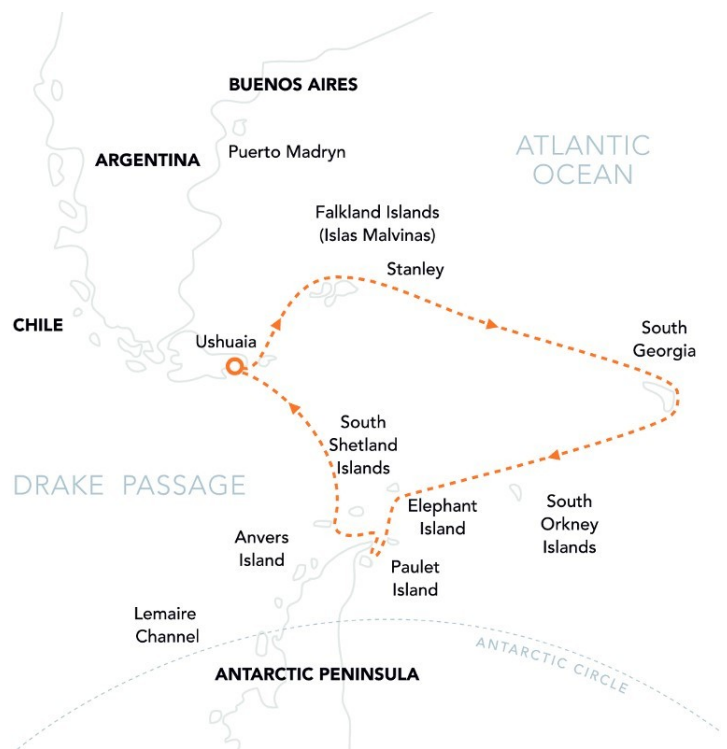 BUENOS AIRES
ARGENTINA
Puerto Madryn
ATLANTIC
OCEAN
Falkland Islands
(Islas Malvinas)
Stanley
CHILE
Ushuaia
South
Georgia
South
Shetland
Islands
DRAKE PASSAGE
Elephant
Island
South
Orkney
Islands
Anvers
Island
Paulet
Island
Lemaire
Channel
ANTARCTIC CIRCLE
ANTARCTIC PENINSULA